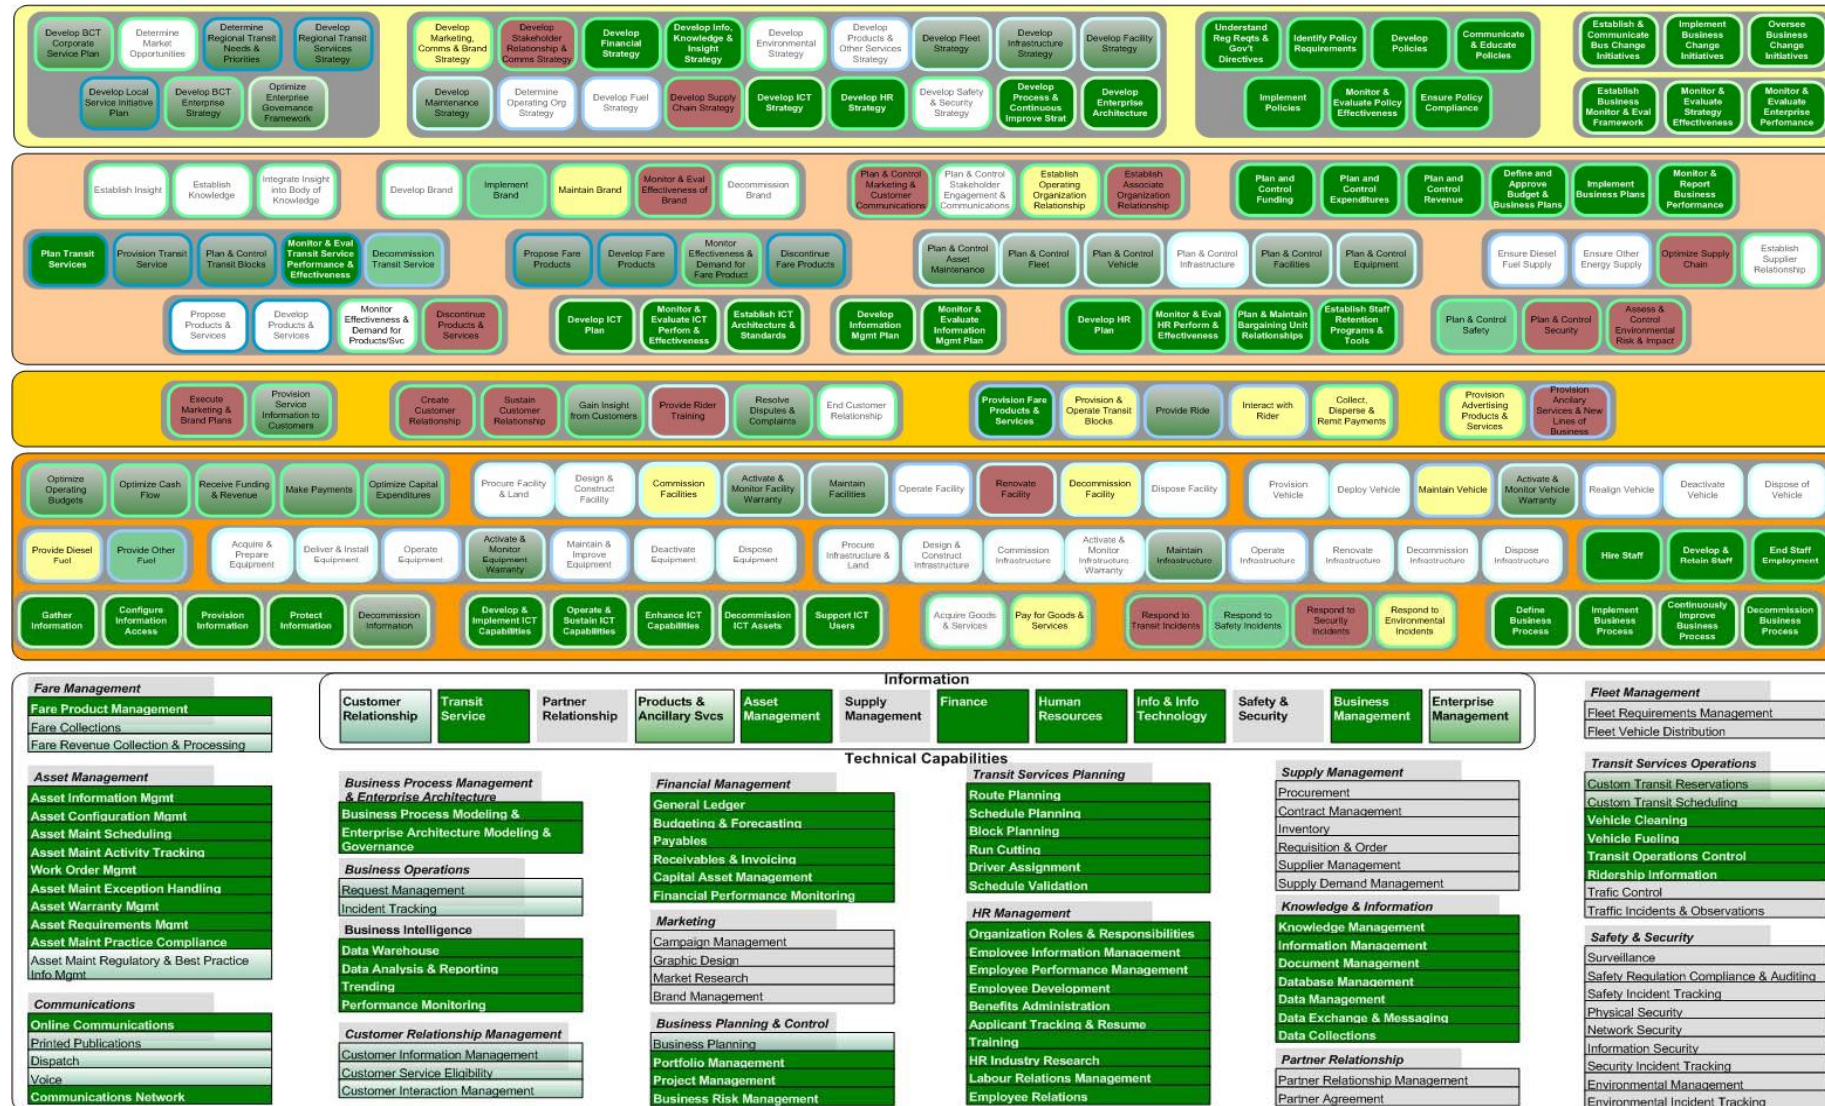 Develop BCT
Corporate
Service Plan
Determine
Market
Opportunities
Determine
Regional Transit
Needs &
Priorities
Develop
Regional Transit
Serviices
Strategy
Develop Local
Service Initiative
Plan
Develop BCT
Enterprise
Strategy
Optimize
Enterprise
Governance
Framework
Develop
Marketing,
Comms & Brand
Strategy
Develop
Stakeholder
Relationship &
Comms Strategy
Develop
Financial
Strategy
Develop Info,
Knowledge &
Insight
Strategy
Develop
Environmental
Strategy
Develop
Products &
Other Services
Strategy
Develop Fleet
Strategy
Develop
Infrastructure
Strategy
Develop Facility
Strategy
Develop
Maintenance
Strategy
Determine
Operating Org
Strategy
Develop Fuel
Strategy
Develop Supply
Chain Strategy
Develop ICT
Strategy
Develop HR
Strategy
Develop Safety
& Security
Strategy
Develop
Process &
Continuous
Improve Strat
Develop
Enterprise
Architecture
Understand
Reg Reqts &
Gov't
Directives
Identify Policy
Requirements
Develop
Policies
Communicate
& Educate
Policies
Implement
Policies
Monitor &
Evaluate Policy
Effectiveness
Ensure Policy
Compliance
Establish &
Communicate
Bus Change
Initiatives
Implement
Business
Change
Initiatives
Oversee
Business
Change
Initiatives
Establish
Business
Monitor & Eval
Framework
Monitor &
Evaluate
Strategy
Effectiveness
Monitor &
Evaluate
Enterprise
Perfomance
Establish Insight
Establish
Knowledge
Integrate Insight
into Body of
Knowledge
Develop Brand
Implement
Brand
Maintain Brand
Monitor & Eval
Effectiveness of
Brand
Decommission
Brand
Plan & Control
Marketing &
Customer
Communications
Plan & Control
Stakeholder
Engagement &
Communications
Establish
Operating
Organization
Relationship
Establish
Associate
Organization
Relationship
Plan and
Control
Funding
Plan and
Control
Expenditures
Plan and
Control
Revenue
Define and
Approve
Budget &
Business Plans
Implement
Business Plans
Monitor &
Report
Business
Performance
Plan Transit
Services
Provision Transit
Service
Plan & Control
Transit Blocks
Monitor & Eval
Transit Service
Performance &
Effectiveness
Decommission
Transit Service
Propose Fare
Products
Develop Fare
Products
Monitor
Effectiveness &
Demand for
Fare Product
Discontinue
Fare Products
Plan & Control
Asset
Maintenance
Plan & Control
Fleet
Plan & Control
Vehicle
Plan & Control
Infrastructure
Plan & Control
Facilities
Plan & Control
Equipment
Ensure Diesel
Fuel Supply
Ensure Other
Energy Supply
Optimize Supply
Chain
Establish
Supplier
Relationship
Propose
Products &
Services
Develop
Products &
Services
Monitor
Effectiveness &
Demand for
Products/Svc
Discontinue
Products &
Services
Develop ICT
Plan
Monitor &
Evaluate ICT
Perfom &
Effectiveness
Establish ICT
Architecture &
Standards
Develop
Information
Mgmt Plan
Monitor &
Evaluate
Information
Mgmt Plan
Develop HR
Plan
Monitor & Eval
HR Perform &
Effectiveness
Plan & Maintain
Bargaining Unit
Relationships
Establish Staff
Retention
Programs &
Tools
Plan & Control
Safety
Plan & Control
Security
Assess &
Control
Environmental
Risk & Impact
Execute
Marketing &
Brand Plans
Provision
Service
Information to
Customers
Create
Customer
Relationship
Sustain
Customer
Relationship
Gain Insight
from Customers
Provide Rider
Training
Resolve
Disputes &
Complaints
End Customer
Relationship
Provision Fare
Products &
Services
Provision &
Operate Transit
Blocks
Provide Ride
Interact with
Rider
Collect,
Disperse &
Remit Payments
Provision
Advertising
Products &
Services
Provision
Ancilary
Services & New
Lines of
Business
Optimize
Operating
Budgets
Optimize Cash
Flow
Receive Funding
& Revenue
Make Payments
Optimize Capital
Expenditures
Procure Facility
& Land
Design &
Construct
Facility
Commission
Facilities
Activate &
Monitor Facility
Warranty
Maintain
Facilities
Operate Facility
Renovate
Facility
Decommission
Facility
Dispose Facility
Provision
Vehicle
Deploy Vehicle
Maintain Vehicle
Activate &
Monitor Vehicle
Warranty
Realign Vehicle
Deactivate
Vehicle
Dispose of
Vehicle
Provide Diesel
Fuel
Provide Other
Fuel
Acquire &
Prepare
Equipment
Deliver & Install
Equipment
Operate
Equipment
Activate &
Monitor
Equipment
Warranty
Maintain &
Improve
Equipment
Deactivate
Equipment
Dispose
Equipment
Procure
Infrastructure &
Land
Design &
Construct
Infrastructure
Commission
Infrastructure
Activate &
Monitor
Infrastructure
Warranty
Maintain
Infrastructure
Operate
Infrastructure
Renovate
Infrastructure
Decommission
Infrastructure
Dispose
Infrastructure
Hire Staff
Develop &
Retain Staff
End Staff
Employment
Gather
Information
Configure
Information
Access
Provision
Information
Protect
Information
Decommission
Information
Develop &
Implement ICT
Capabilities
Operate &
Sustain ICT
Capabilities
Enhance ICT
Capabilities
Decommission
ICT Assets
Support ICT
Users
Acquire Goods
& Services
Pay for Goods &
Services
Respond to
Transit Incidents
Respond to
Safety Incidents
Respond to
Security
Incidents
Respond to
Environmental
Incidents
Define
Business
Process
Implement
Business
Process
Continuously
Improve
Business
Process
Decommission
Business
Process
Information
Customer
Relationship
Transit
Service
Partner
Relationship
Products &
Ancillary Svcs
Asset
Management
Supply
Management
Finance
Human
Resources
Info & Info
Technology
Safety &
Security
Business
Management
Enterprise
Management
Technical Capabilities
Fare Management
Fare Product Management
Fare Collections
Fare Revenue Collection & Processing
Asset Management
Asset Information Mgmt
Asset Configuration Mgmt
Asset Maint Scheduling
Asset Maint Activity Tracking
Work Order Mgmt
Asset Maint Exception Handling
Asset Warranty Mgmt
Asset Requirements Mgmt
Asset Maint Practice Compliance
Asset Maint Regulatory & Best Practice
Info Mgmt
Communications
Online Communications
Printed Publications
Dispatch
Voice
Communications Network
Business Process Management
& Enterprise Architecture
Business Process Modeling &
Enterprise Architecture Modeling &
Governance
Business Operations
Request Management
Incident Tracking
Business Intelligence
Data Warehouse
Data Analysis & Reporting
Trending
Performance Monitoring
Customer Relationship Management
Customer Information Management
Customer Service Eligibility
Customer Interaction Management
Financial Management
General Ledger
Budgeting & Forecasting
Payables
Receivables & Invoicing
Capital Asset Management
Financial Performance Monitoring
Marketing
Campaign Management
Graphic Design
Market Research
Brand Management
Business Planning & Control
Business Planning
Portfolio Management
Project Management
Business Risk Management
Transit Services Planning
Route Planning
Schedule Planning
Block Planning
Run Cutting
Driver Assignment
Schedule Validation
HR Management
Organization Roles & Responsibilities
Employee Information Management
Employee Performance Management
Employee Development
Benefits Administration
Applicant Tracking & Resume
Training
HR Industry Research
Labour Relations Management
Employee Relations
Supply Management
Procurement
Contract Management
Inventory
Requisition & Order
Supplier Management
Supply Demand Management
Knowledge & Information
Knowledge Management
Information Management
Document Management
Database Management
Data Management
Data Exchange & Messaging
Data Collections
Partner Relationship
Partner Relationship Management
Partner Agreement
Fleet Management
Fleet Requirements Management
Fleet Vehicle Distribution
Transit Services Operations
Custom Transit Reservations
Custom Transit Scheduling
Vehicle Cleaning
Vehicle Fueling
Transit Operations Control
Ridership Information
Trafic Control
Traffic Incidents & Observations
Safety & Security
Surveillance
Safety Regulation Compliance & Auditing
Safety Incident Tracking
Physical Security
Network Security
Information Security
Security Incident Tracking
Environmental Management
Environmental Incident Tracking